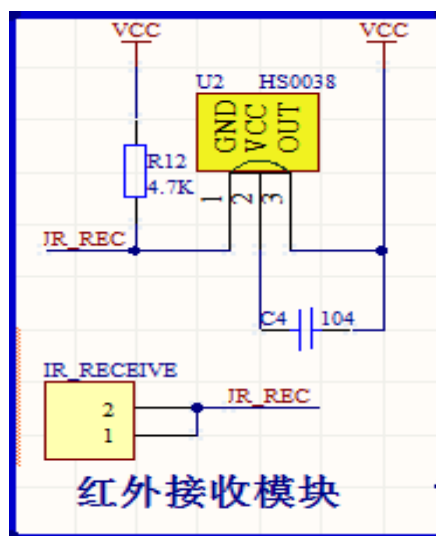 VCC
VCC
U2 HS0038
GND
VCC
OUT
R12
4.7K
1
2
3
JR_REC
C4 104
IR_RECEIVE
2
1
JR_REC
红外接收模块